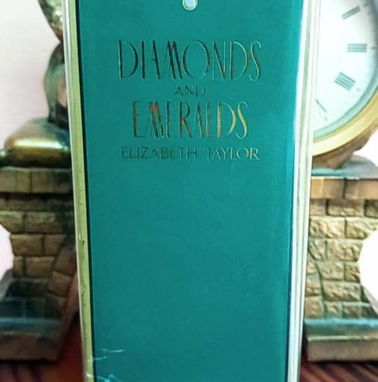 DIAMONDS
AND
EMERALDS
ELIZABETH TAYLOR